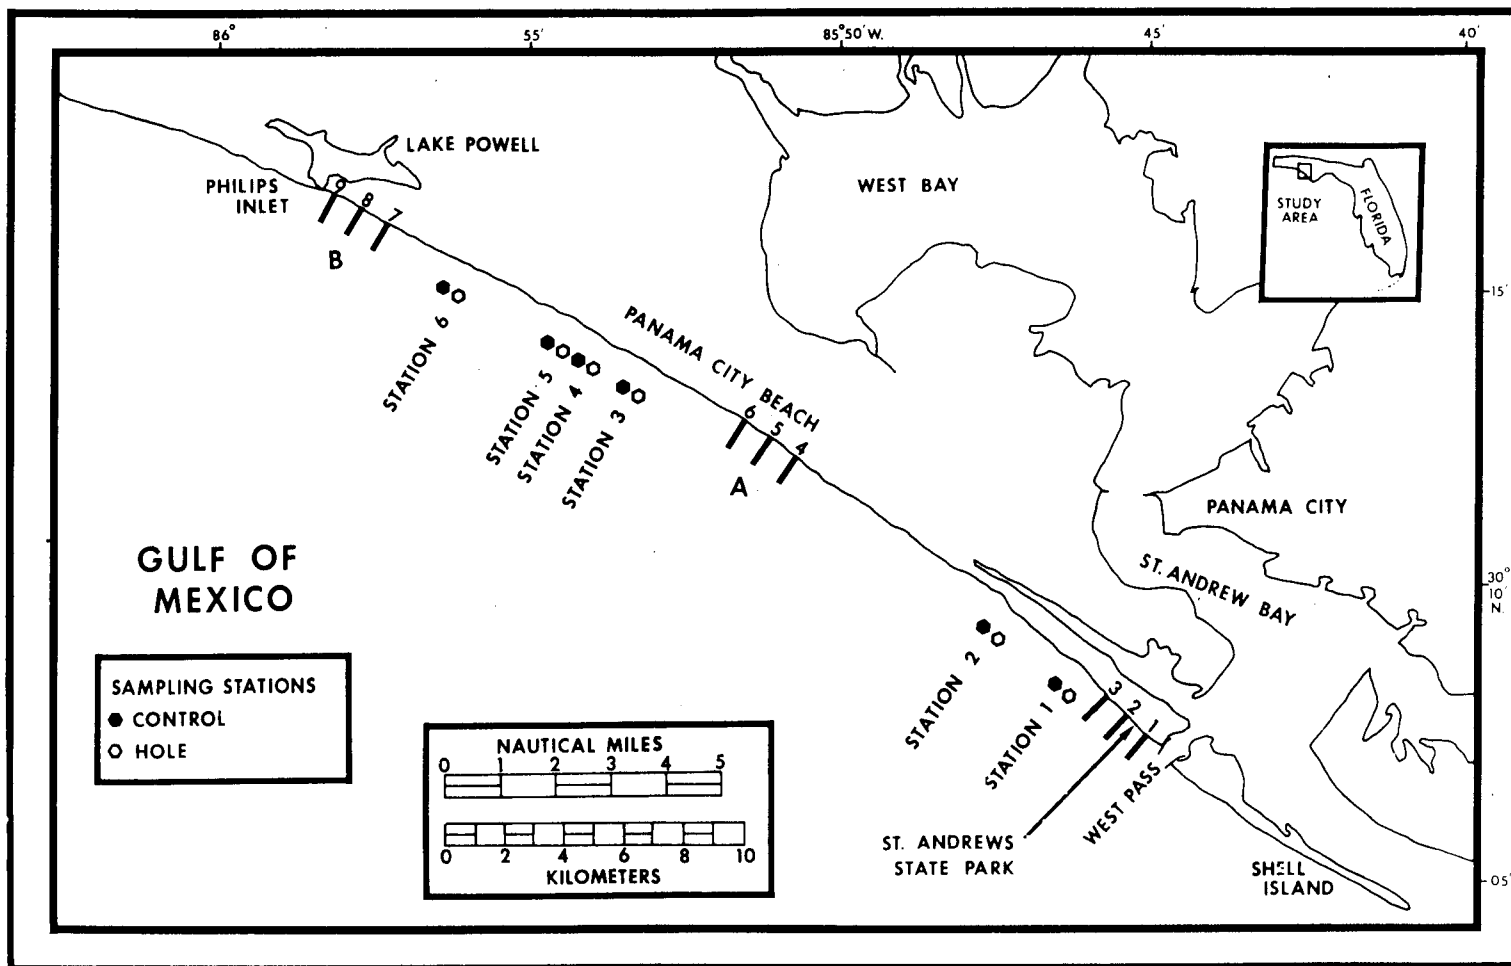 86°
55'
85°50'W.
45'
40'
LAKE POWELL
PHILIPS
INLET
9
8
7
B
WEST BAY
STUDY
AREA
FLORIDA
15'
STATION 6
STATION 5
STATION 4
STATION 3
PANAMA CITY BEACH
6
5
4
A
PANAMA CITY
ST. ANDREW BAY
30°
10'
N.
GULF OF
MEXICO
STATION 2
STATION 1
3
2
1
WEST PASS
ST. ANDREWS
STATE PARK
SHELL
ISLAND
05'
SAMPLING STATIONS
CONTROL
HOLE
NAUTICAL MILES
0 1 2 3 4 5
0 2 4 6 8 10
KILOMETERS